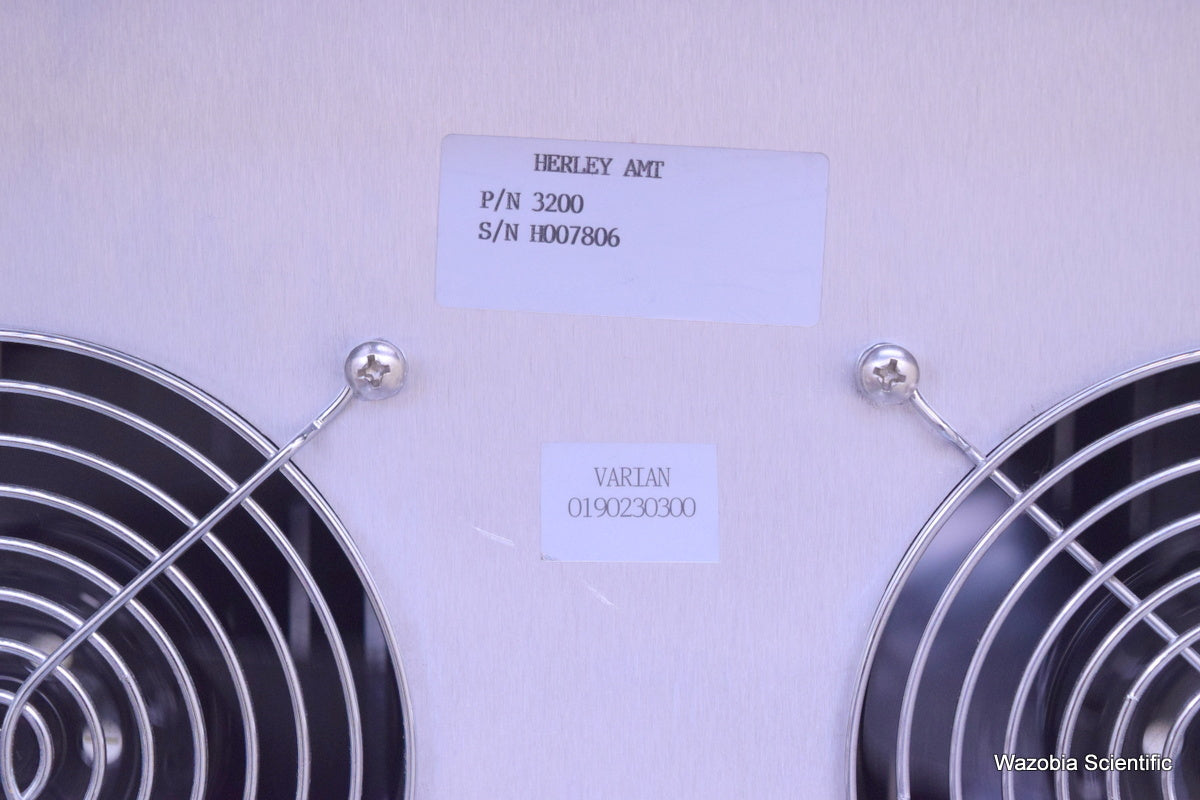 HERLEY AMT
P/N 3200
S/N H007806
VARIAN
0190230300
Wazobia Scientific